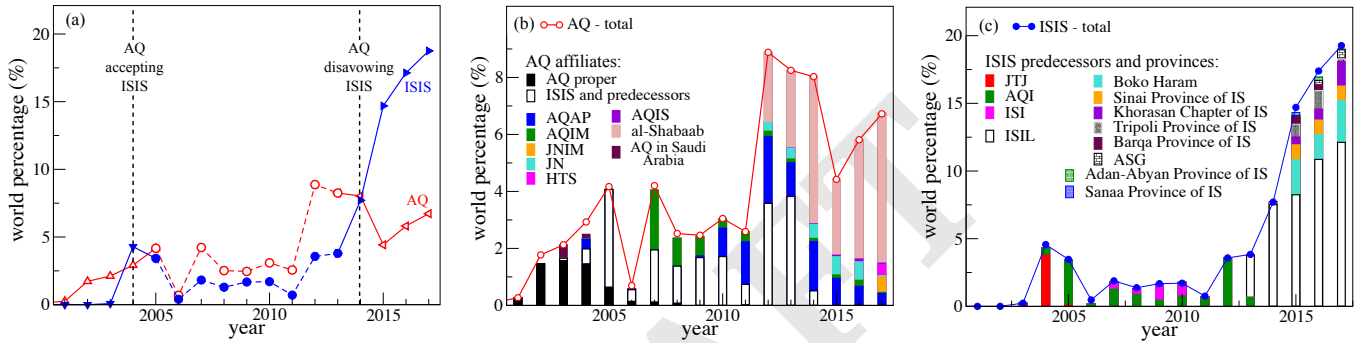 (a)
AQ
accepting
ISIS
AQ
disavowing
ISIS
ISIS
AQ
world percentage (%)
0
5
10
15
20
2005
2010
2015
year
(b)
AQ - total
AQ affiliates:
AQ proper
ISIS and predecessors
AQAP
AQIM
JNIM
JN
HTS
AQIS
al-Shabaab
AQ in Saudi
Arabia
world percentage (%)
0
2
4
6
8
2005
2010
2015
year
(c)
ISIS - total
ISIS predecessors and provinces:
JTJ
AQI
ISI
ISIL
Boko Haram
Sinai Province of IS
Khorasan Chapter of IS
Tripoli Province of IS
Barqa Province of IS
ASG
Adan-Abyan Province of IS
Sanaa Province of IS
world percentage (%)
0
5
10
15
20
2005
2010
2015
year
AFT